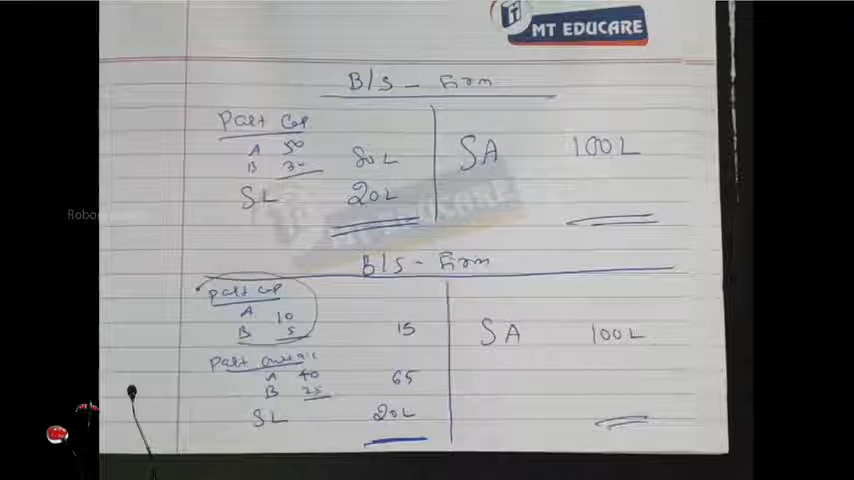 MT EDUCARE
B/S - Firm
Part Cap
A 50
B 30 80L
SA 100L
SL 20L
B/S - Firm
Part Cap
A 10
B 5 15
SA 100L
Part Current A/c
A 40 65
B 25
SL 20L